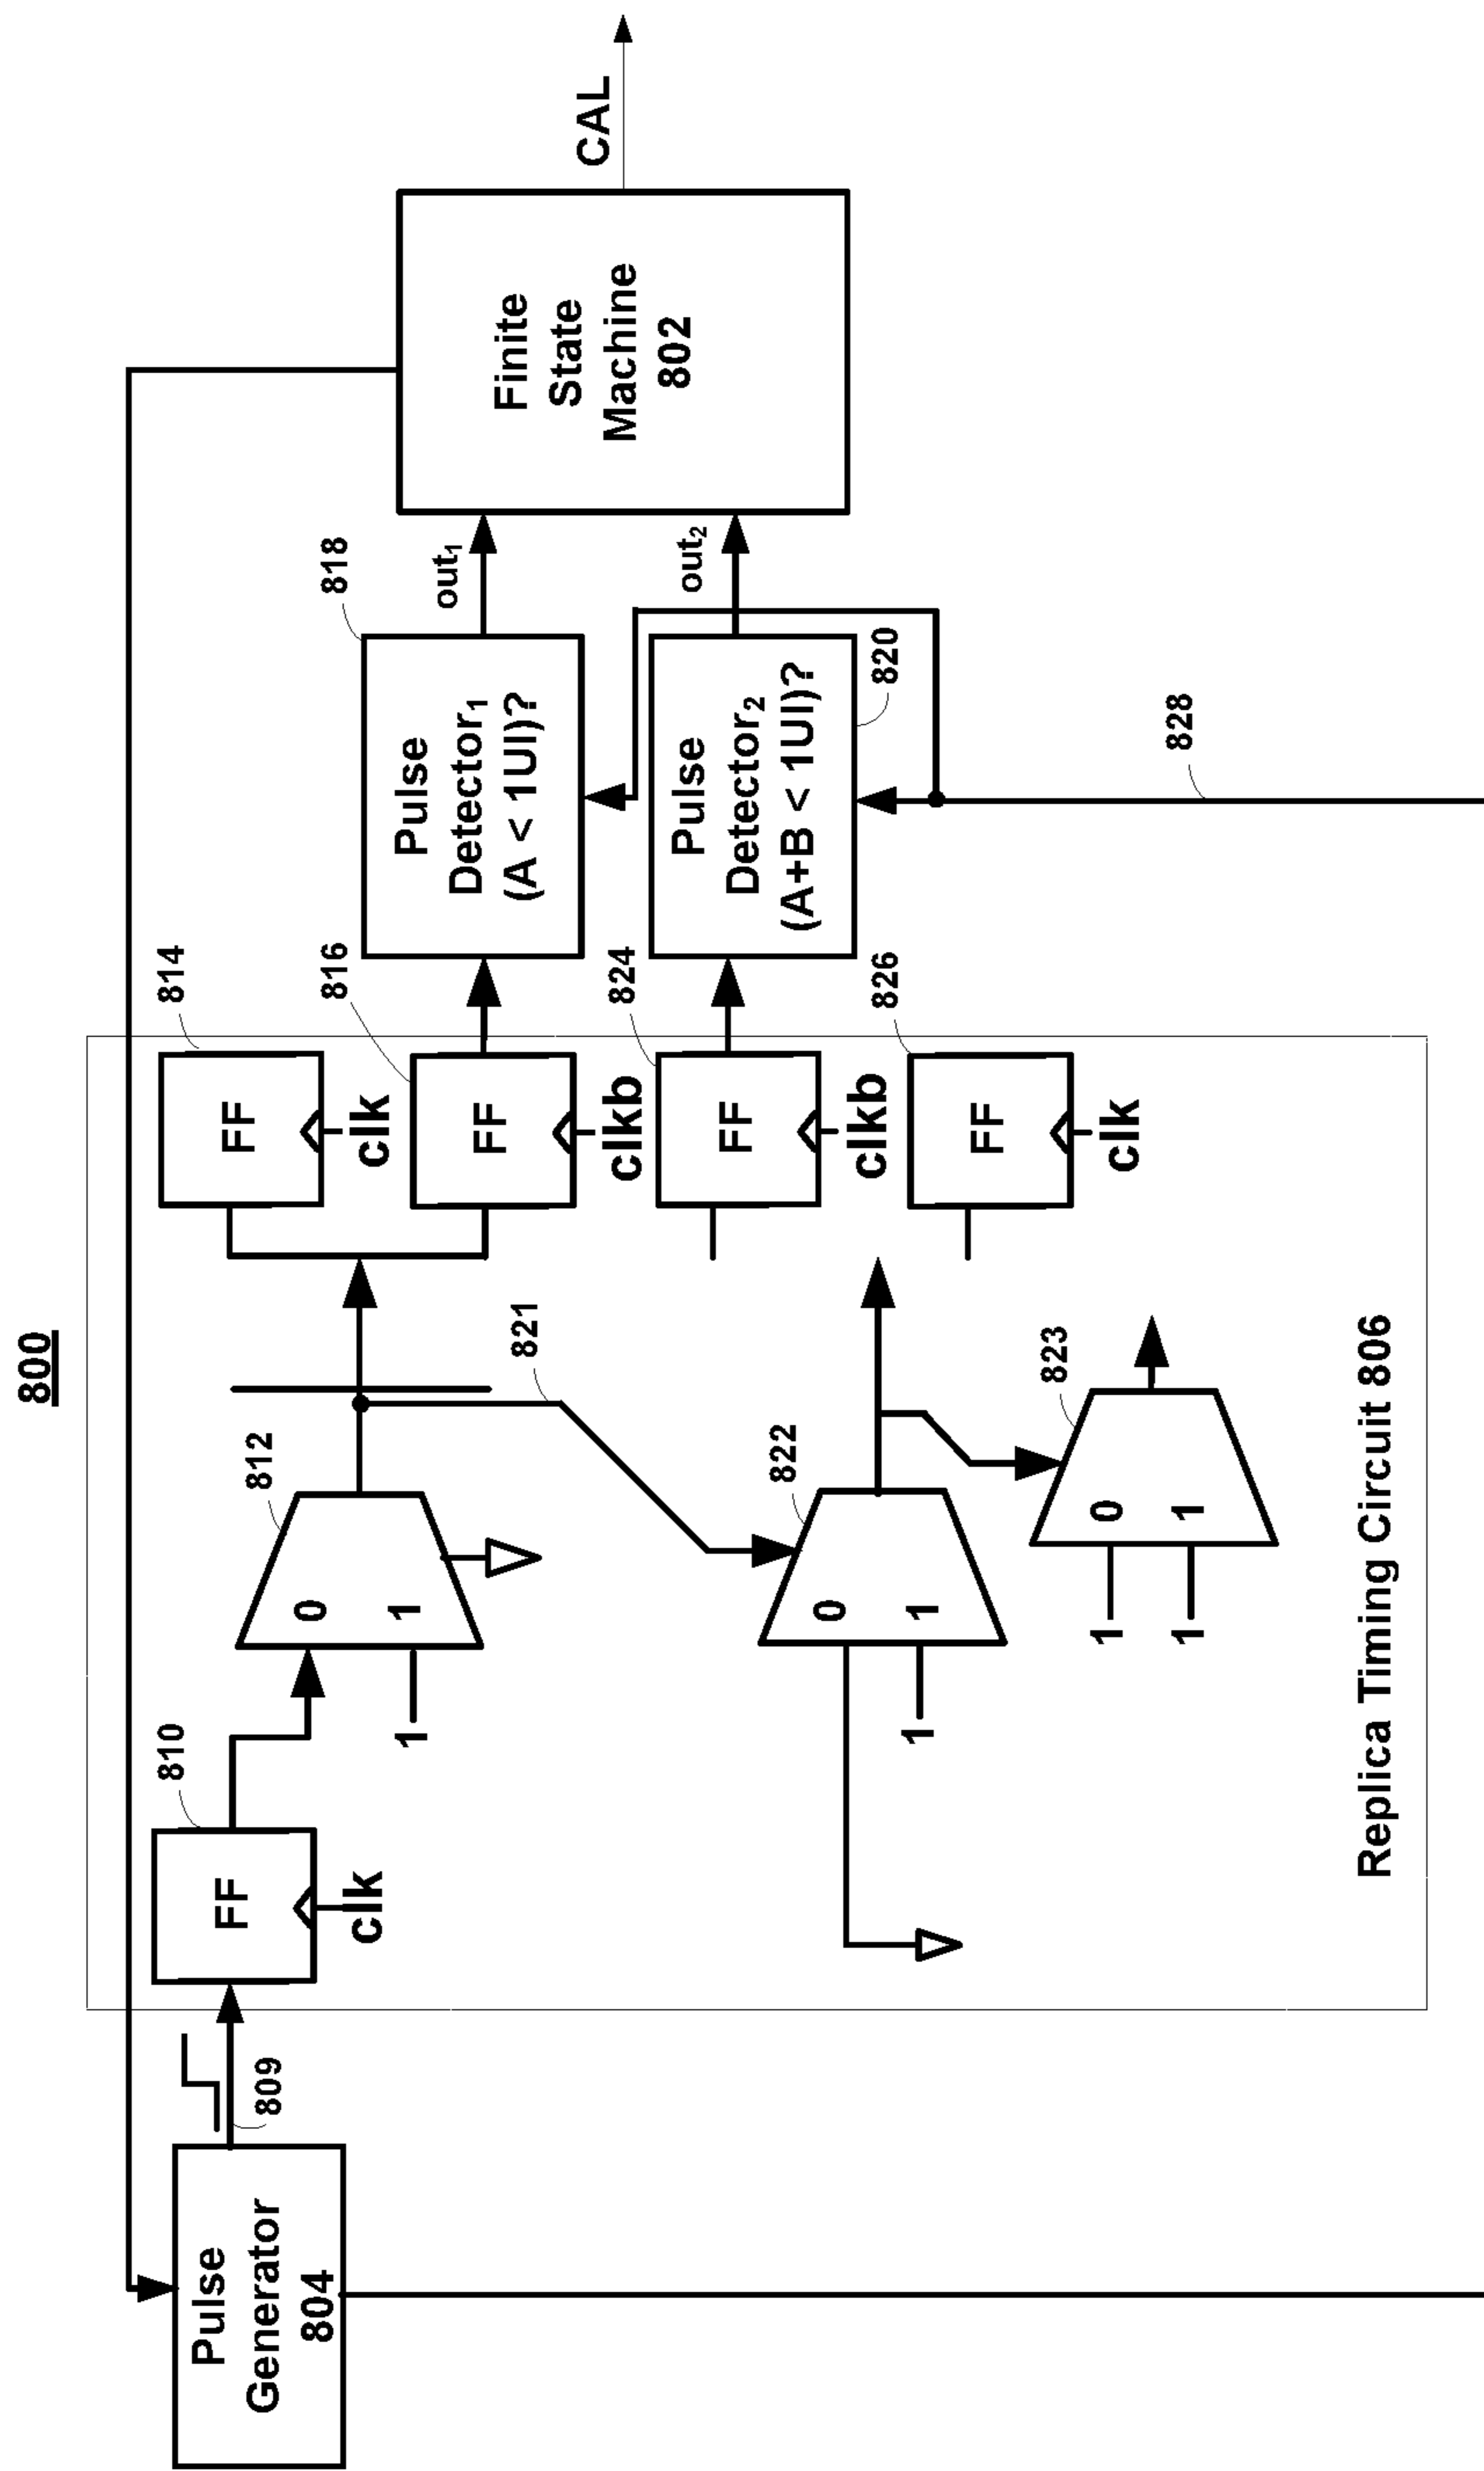 800
Pulse
Generator
804
809
810
FF
clk
0
1
1
812
821
814
FF
clk
816
FF
clkb
818
Pulse
Detector₁
(A < 1UI)?
out₁
Finite
State
Machine
802
CAL
822
0
1
1
823
0
1
1
1
824
FF
clkb
826
FF
clk
Pulse
Detector₂
(A+B < 1UI)?
820
out₂
828
Replica Timing Circuit 806